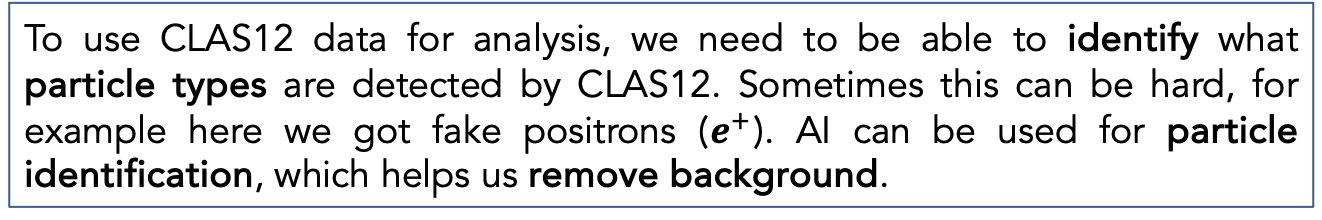 To use CLAS12 data for analysis, we need to be able to identify what
particle types are detected by CLAS12. Sometimes this can be hard, for
example here we got fake positrons (e⁺). AI can be used for particle
identification, which helps us remove background.